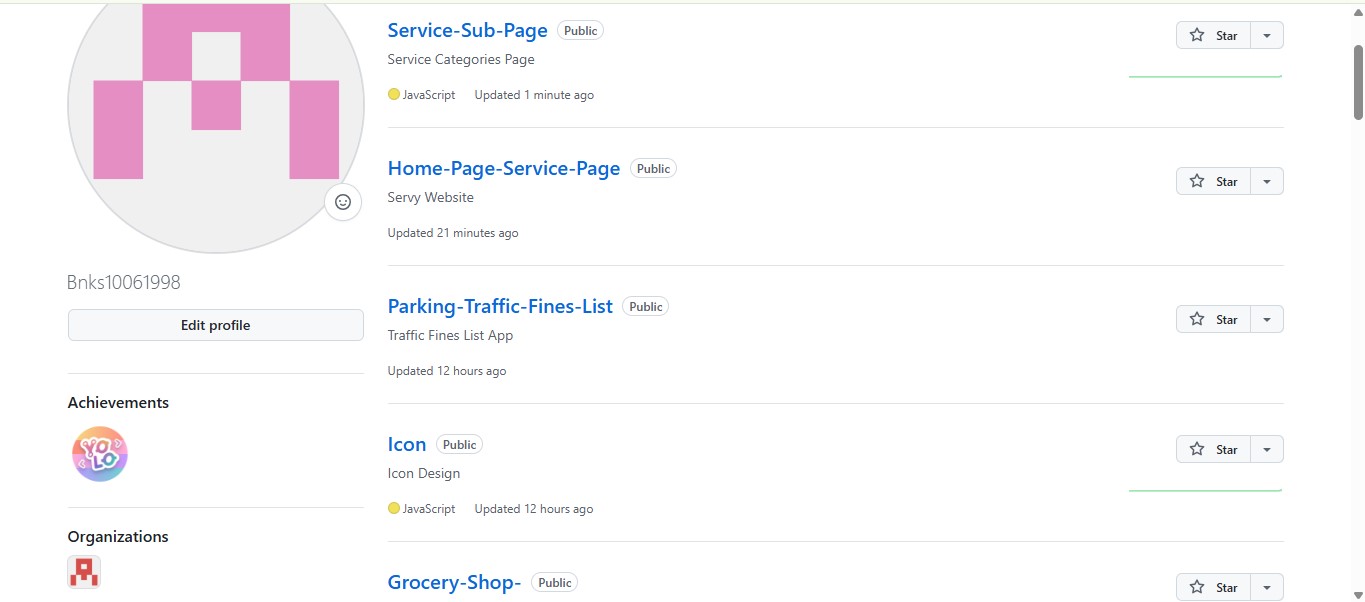 Service-Sub-Page Public
Star
Service Categories Page
JavaScript Updated 1 minute ago
Home-Page-Service-Page Public
Star
Servy Website
Updated 21 minutes ago
Bnks10061998
Edit profile
Parking-Traffic-Fines-List Public
Star
Traffic Fines List App
Updated 12 hours ago
Achievements
YOLO
Icon Public
Star
Icon Design
JavaScript Updated 12 hours ago
Organizations
Grocery-Shop- Public
Star